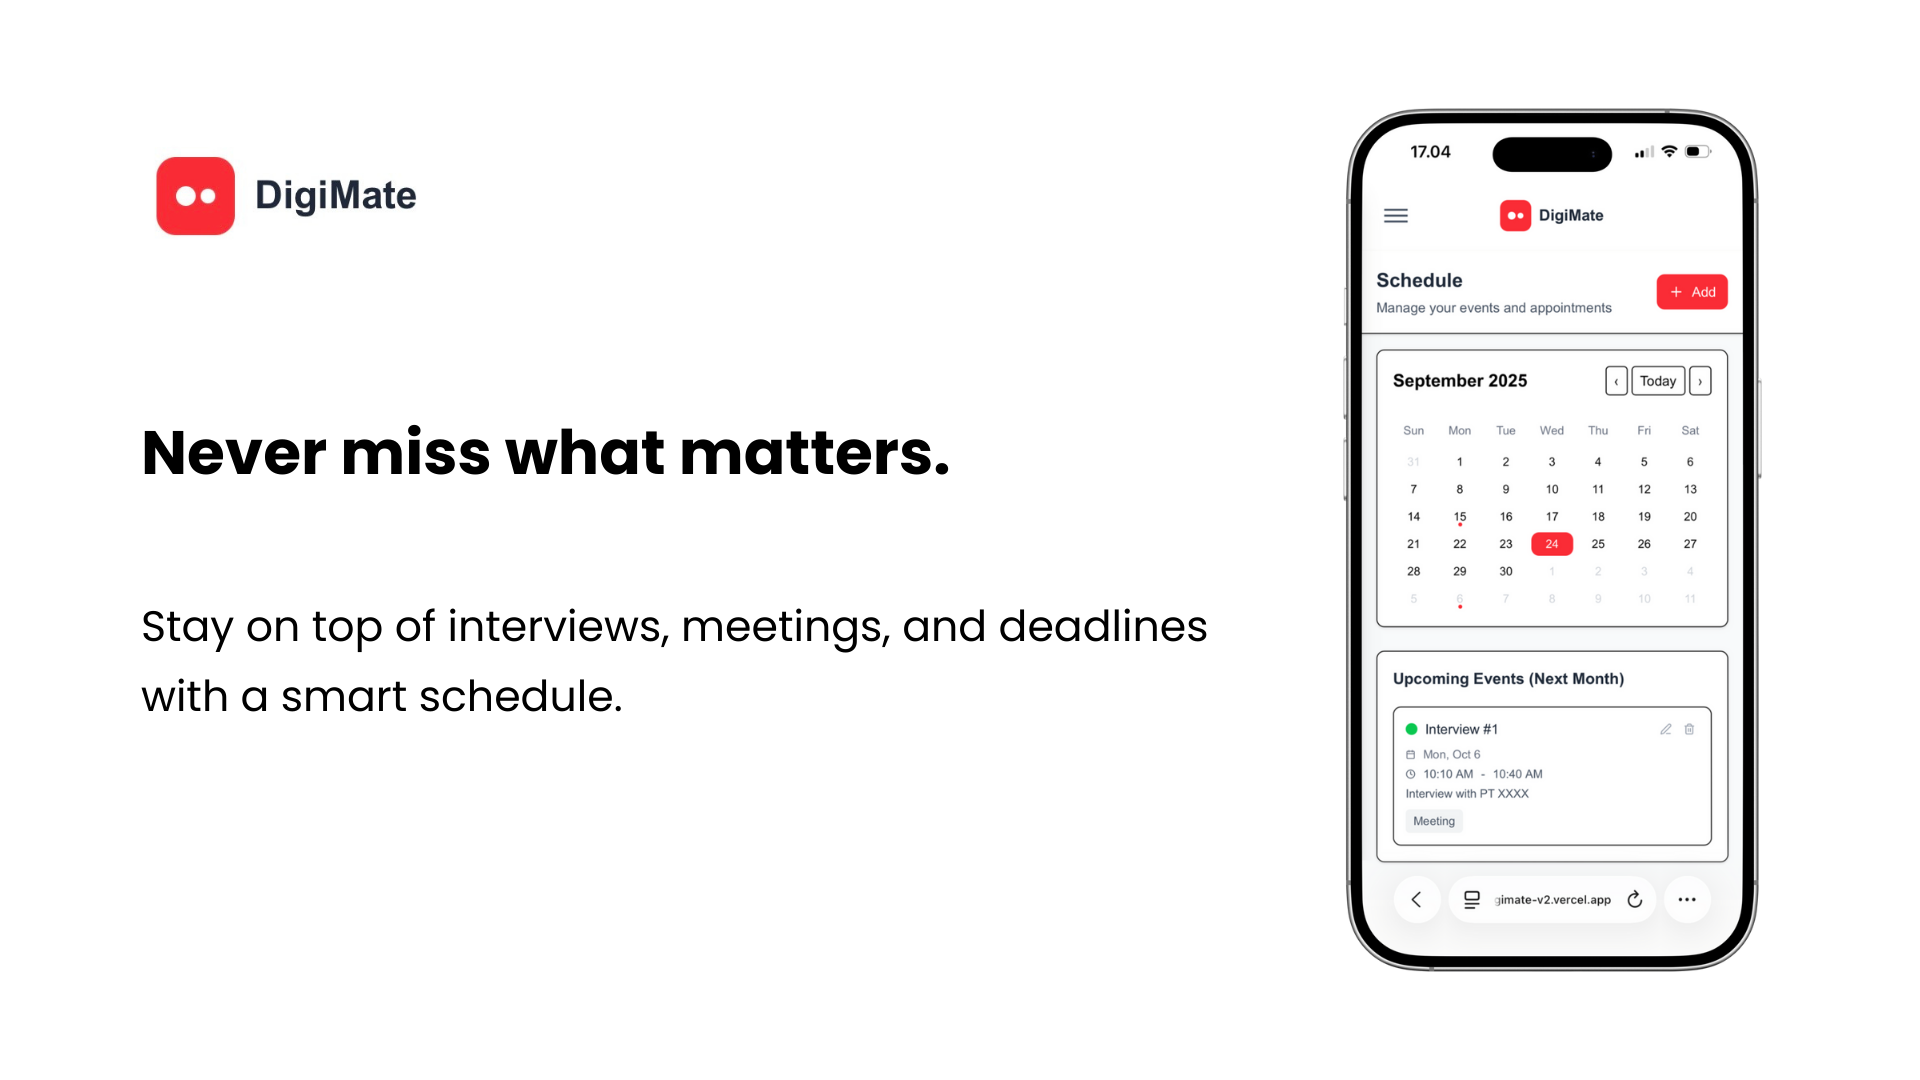 DigiMate
Never miss what matters.
Stay on top of interviews, meetings, and deadlines
with a smart schedule.
17.04
DigiMate
Schedule
Manage your events and appointments
+ Add
September 2025
‹ Today ›
Sun Mon Tue Wed Thu Fri Sat
31 1 2 3 4 5 6
7 8 9 10 11 12 13
14 15 16 17 18 19 20
21 22 23 24 25 26 27
28 29 30 1 2 3 4
5 6 7 8 9 10 11
Upcoming Events (Next Month)
Interview #1
Mon, Oct 6
10:10 AM - 10:40 AM
Interview with PT XXXX
Meeting
gimate-v2.vercel.app